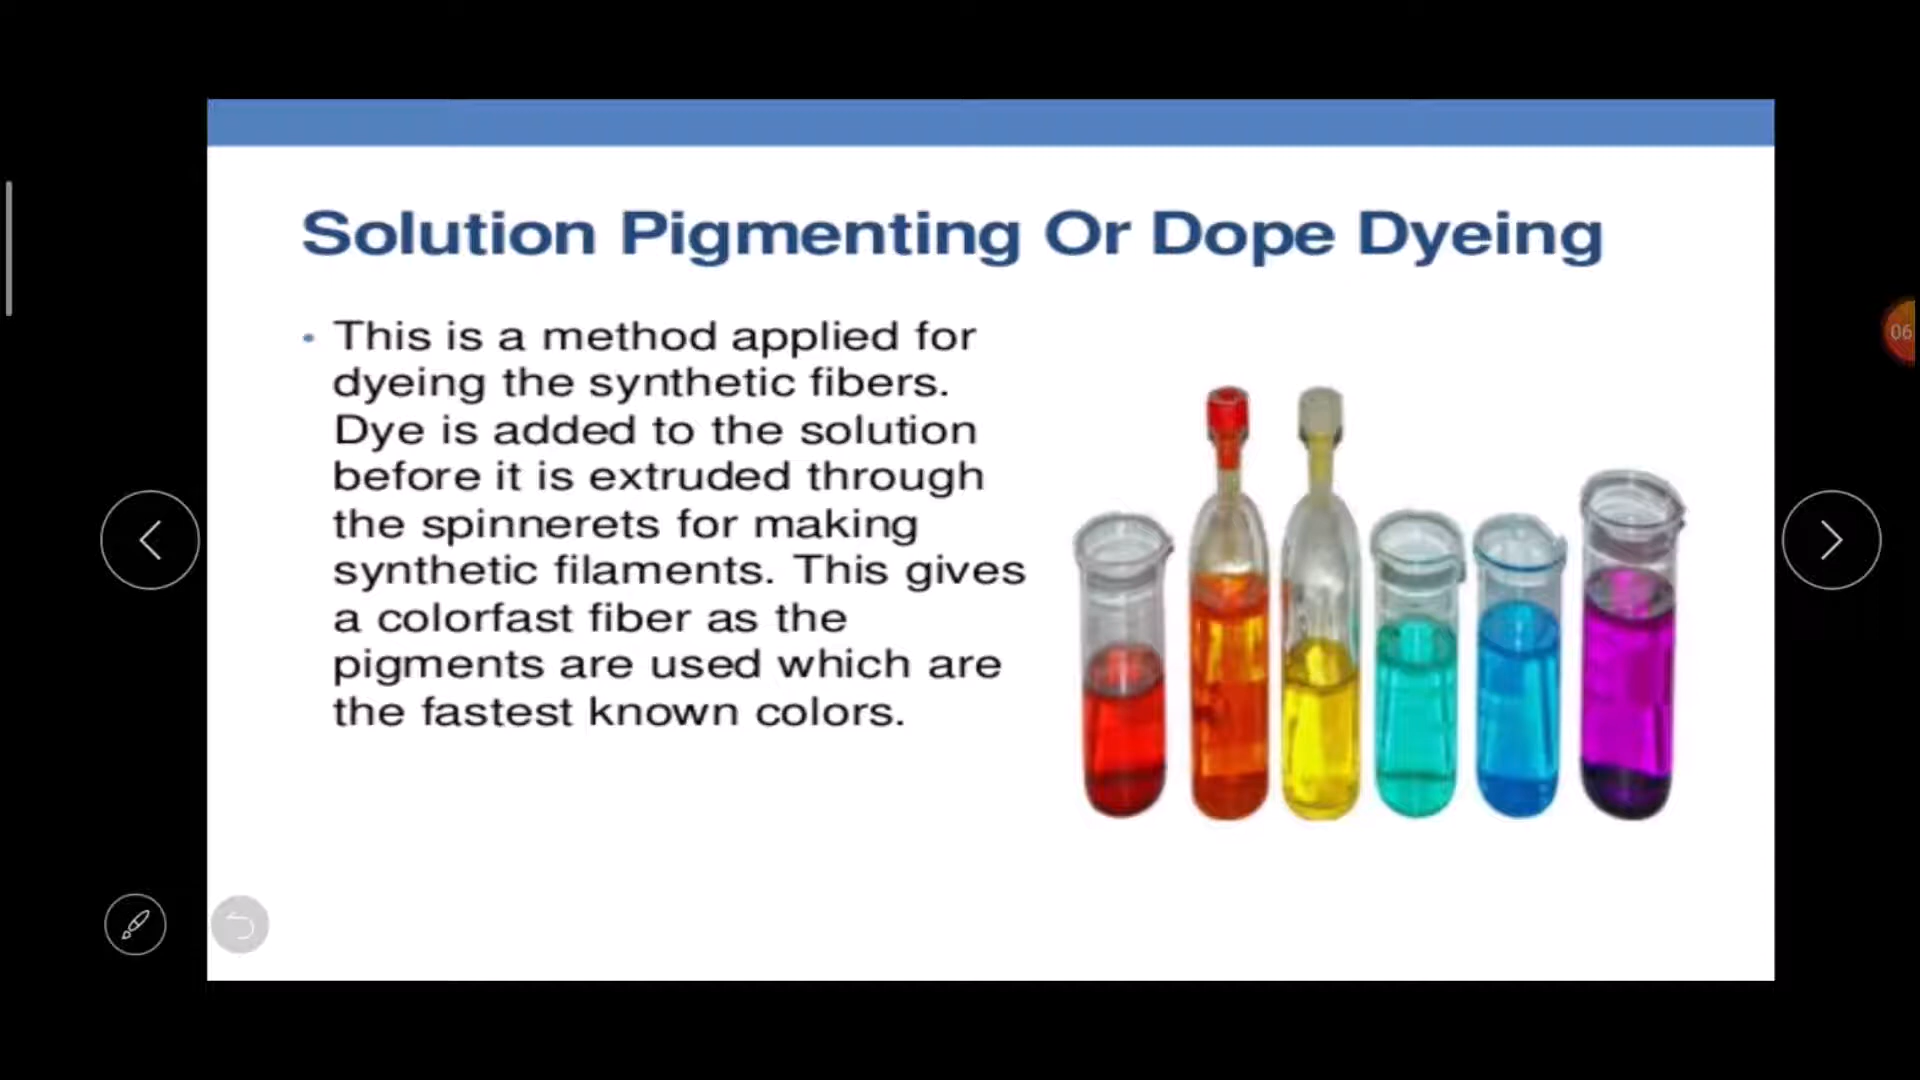 Solution Pigmenting Or Dope Dyeing
• This is a method applied for
dyeing the synthetic fibers.
Dye is added to the solution
before it is extruded through
the spinnerets for making
synthetic filaments. This gives
a colorfast fiber as the
pigments are used which are
the fastest known colors.
06